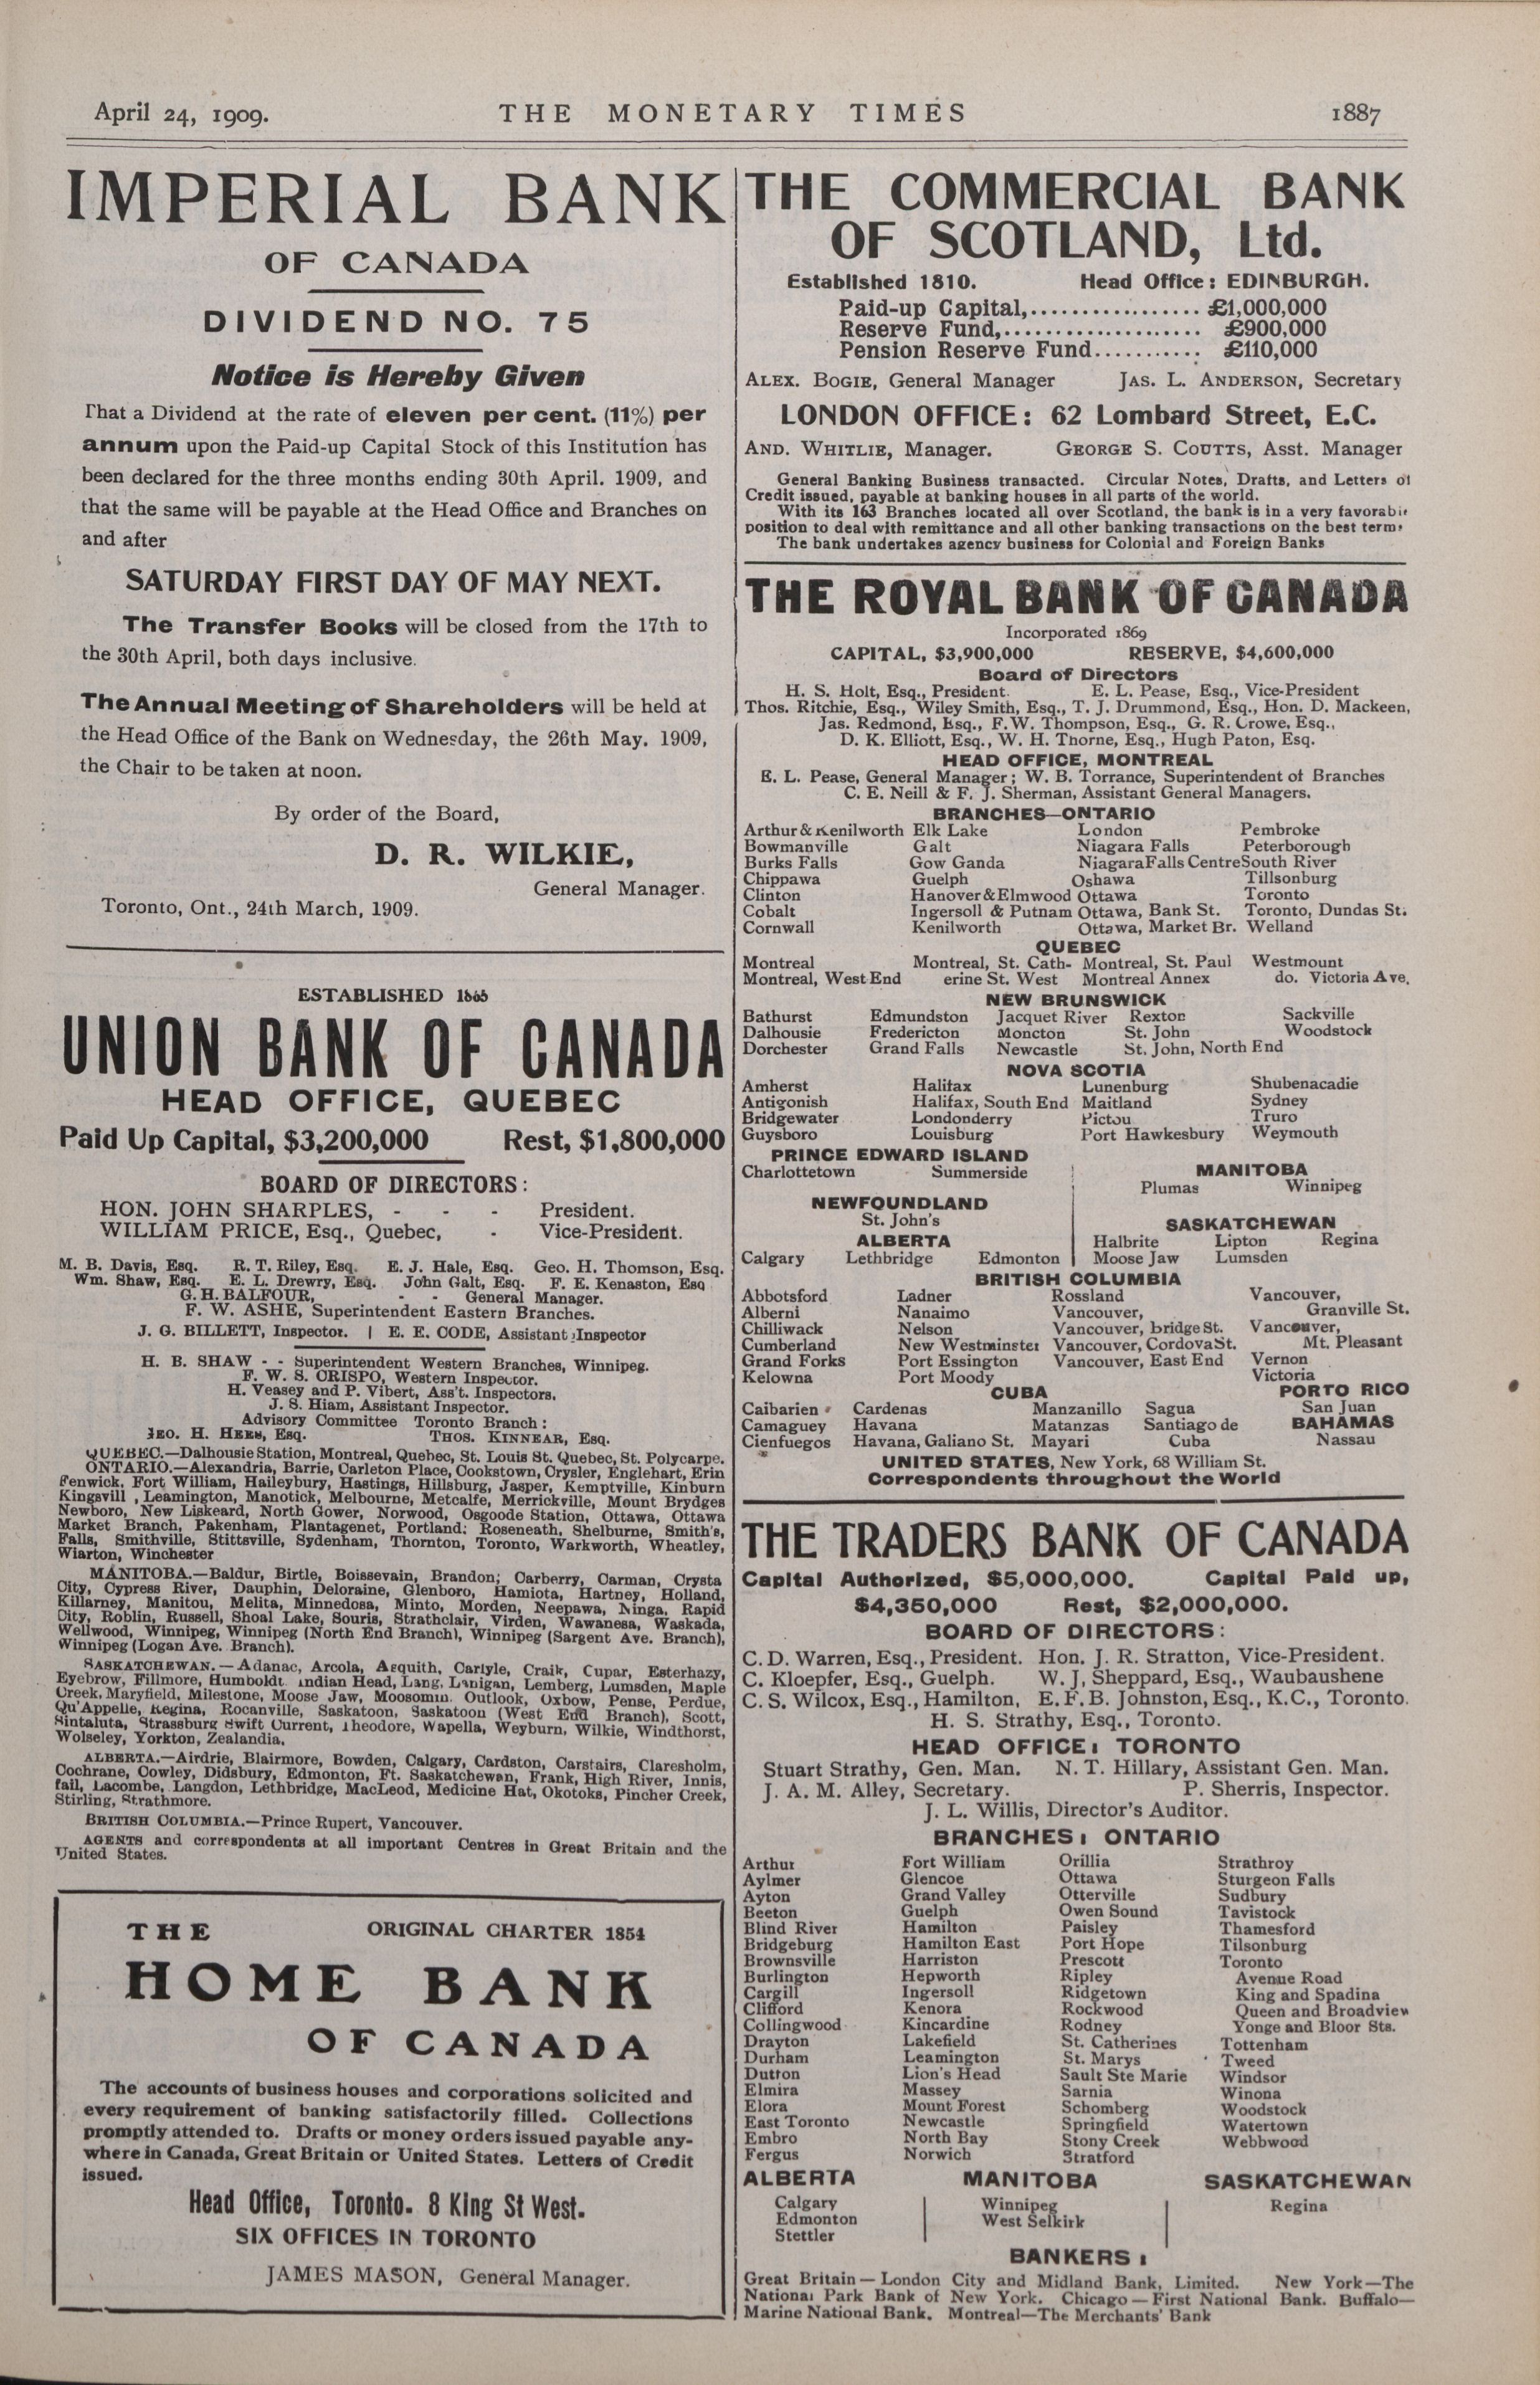 April 24, 1909.
THE MONETARY TIMES
1887
IMPERIAL BANK
OF CANADA
DIVIDEND NO. 75
Notice is Hereby Given
That a Dividend at the rate of eleven per cent. (11%) per
annum upon the Paid-up Capital Stock of this Institution has
been declared for the three months ending 30th April. 1909, and
that the same will be payable at the Head Office and Branches on
and after
SATURDAY FIRST DAY OF MAY NEXT.
The Transfer Books will be closed from the 17th to
the 30th April, both days inclusive.
The Annual Meeting of Shareholders will be held at
the Head Office of the Bank on Wednesday, the 26th May, 1909,
the Chair to be taken at noon.
By order of the Board,
D. R. WILKIE,
General Manager.
Toronto, Ont., 24th March, 1909.
ESTABLISHED 1865
UNION BANK OF CANADA
HEAD OFFICE, QUEBEC
Paid Up Capital, $3,200,000 Rest, $1,800,000
BOARD OF DIRECTORS:
HON. JOHN SHARPLES, - - - President.
WILLIAM PRICE, Esq., Quebec, - Vice-President.
M. B. Davis, Esq. R. T. Riley, Esq. E. J. Hale, Esq. Geo. H. Thomson, Esq.
Wm. Shaw, Esq. E. L. Drewry, Esq. John Galt, Esq. F. E. Kenaston, Esq
G. H. BALFOUR, - - General Manager.
F. W. ASHE, Superintendent Eastern Branches.
J. G. BILLETT, Inspector. | E. E. CODE, Assistant Inspector
H. B. SHAW - - Superintendent Western Branches, Winnipeg.
F. W. S. CRISPO, Western Inspector.
H. Veasey and P. Vibert, Ass't. Inspectors.
J. S. Hiam, Assistant Inspector.
Advisory Committee Toronto Branch:
GEO. H. HEES, Esq. THOS. KINNEAR, Esq.
QUEBEC.—Dalhousie Station, Montreal, Quebec, St. Louis St. Quebec, St. Polycarpe.
ONTARIO.—Alexandria, Barrie, Carleton Place, Cookstown, Crysler, Englehart, Erin
Fenwick, Fort William, Haileybury, Hastings, Hillsburg, Jasper, Kemptville, Kinburn
Kingsvill , Leamington, Manotick, Melbourne, Metcalfe, Merrickville, Mount Brydges
Newboro, New Liskeard, North Gower, Norwood, Osgoode Station, Ottawa, Ottawa
Market Branch, Pakenham, Plantagenet, Portland; Roseneath, Shelburne, Smith's,
Falls, Smithville, Stittsville, Sydenham, Thornton, Toronto, Warkworth, Wheatley,
Wiarton, Winchester
MANITOBA.—Baldur, Birtle, Boissevain, Brandon; Carberry, Carman, Crysta
City, Cypress River, Dauphin, Deloraine, Glenboro, Hamiota, Hartney, Holland,
Killarney, Manitou, Melita, Minnedosa, Minto, Morden, Neepawa, Ninga, Rapid
City, Roblin, Russell, Shoal Lake, Souris, Strathclair, Virden, Wawanesa, Waskada,
Wellwood, Winnipeg, Winnipeg (North End Branch), Winnipeg (Sargent Ave. Branch),
Winnipeg (Logan Ave. Branch).
SASKATCHEWAN.—Adanac, Arcola, Asquith, Carlyle, Craik, Cupar, Esterhazy,
Eyebrow, Fillmore, Humboldt. Indian Head, Lang, Lanigan, Lemberg, Lumsden, Maple
Creek, Maryfield, Milestone, Moose Jaw, Moosomin. Outlook, Oxbow, Pense, Perdue,
Qu'Appelle, Regina, Rocanville, Saskatoon, Saskatoon (West End Branch), Scott,
Sintaluta, Strassburg Swift Current, Theodore, Wapella, Weyburn, Wilkie, Windthorst,
Wolseley, Yorkton, Zealandia.
ALBERTA.—Airdrie, Blairmore, Bowden, Calgary, Cardston, Carstairs, Claresholm,
Cochrane, Cowley, Didsbury, Edmonton, Ft. Saskatchewan, Frank, High River, Innis,
fail, Lacombe, Langdon, Lethbridge, MacLeod, Medicine Hat, Okotoks, Pincher Creek,
Stirling, Strathmore.
BRITISH COLUMBIA.—Prince Rupert, Vancouver.
AGENTS and correspondents at all important Centres in Great Britain and the
United States.
THE ORIGINAL CHARTER 1854
HOME BANK
OF CANADA
The accounts of business houses and corporations solicited and
every requirement of banking satisfactorily filled. Collections
promptly attended to. Drafts or money orders issued payable any-
where in Canada, Great Britain or United States. Letters of Credit
issued.
Head Office, Toronto. 8 King St West.
SIX OFFICES IN TORONTO
JAMES MASON, General Manager.
THE COMMERCIAL BANK
OF SCOTLAND, Ltd.
Established 1810. Head Office: EDINBURGH.
Paid-up Capital,................. £1,000,000
Reserve Fund,.................... £900,000
Pension Reserve Fund........... £110,000
ALEX. BOGIE, General Manager JAS. L. ANDERSON, Secretary
LONDON OFFICE: 62 Lombard Street, E.C.
AND. WHITLIE, Manager. GEORGE S. COUTTS, Asst. Manager
General Banking Business transacted. Circular Notes, Drafts, and Letters of
Credit issued, payable at banking houses in all parts of the world.
With its 163 Branches located all over Scotland, the bank is in a very favorable
position to deal with remittance and all other banking transactions on the best terms
The bank undertakes agency business for Colonial and Foreign Banks
THE ROYAL BANK OF CANADA
Incorporated 1869
CAPITAL, $3,900,000 RESERVE, $4,600,000
Board of Directors
H. S. Holt, Esq., President. E. L. Pease, Esq., Vice-President
Thos. Ritchie, Esq., Wiley Smith, Esq., T. J. Drummond, Esq., Hon. D. Mackeen,
Jas. Redmond, Esq., F. W. Thompson, Esq., G. R. Crowe, Esq.,
D. K. Elliott, Esq., W. H. Thorne, Esq., Hugh Paton, Esq.
HEAD OFFICE, MONTREAL
E. L. Pease, General Manager; W. B. Torrance, Superintendent of Branches
C. E. Neill & F. J. Sherman, Assistant General Managers.
BRANCHES—ONTARIO
Arthur & Kenilworth Elk Lake London Pembroke
Bowmanville Galt Niagara Falls Peterborough
Burks Falls Gow Ganda Niagara Falls Centre South River
Chippawa Guelph Oshawa Tillsonburg
Clinton Hanover & Elmwood Ottawa Toronto
Cobalt Ingersoll & Putnam Ottawa, Bank St. Toronto, Dundas St.
Cornwall Kenilworth Ottawa, Market Br. Welland
QUEBEC
Montreal Montreal, St. Cath- Montreal, St. Paul Westmount
Montreal, West End erine St. West Montreal Annex do. Victoria Ave.
NEW BRUNSWICK
Bathurst Edmundston Jacquet River Rexton Sackville
Dalhousie Fredericton Moncton St. John Woodstock
Dorchester Grand Falls Newcastle St. John, North End
NOVA SCOTIA
Amherst Halifax Lunenburg Shubenacadie
Antigonish Halifax, South End Maitland Sydney
Bridgewater Londonderry Pictou Truro
Guysboro Louisburg Port Hawkesbury Weymouth
PRINCE EDWARD ISLAND
Charlottetown Summerside
MANITOBA
Plumas Winnipeg
NEWFOUNDLAND
St. John's
SASKATCHEWAN
Halbrite Lipton Regina
Moose Jaw Lumsden
ALBERTA
Calgary Lethbridge Edmonton
BRITISH COLUMBIA
Abbotsford Ladner Rossland Vancouver,
Alberni Nanaimo Vancouver, Granville St.
Chilliwack Nelson Vancouver, bridge St. Vancouver,
Cumberland New Westminster Vancouver, Cordova St. Mt. Pleasant
Grand Forks Port Essington Vancouver, East End Vernon
Kelowna Port Moody Victoria
CUBA PORTO RICO
Caibarien Cardenas Manzanillo Sagua San Juan
Camaguey Havana Matanzas Santiago de BAHAMAS
Cienfuegos Havana, Galiano St. Mayari Cuba Nassau
UNITED STATES, New York, 68 William St.
Correspondents throughout the World
THE TRADERS BANK OF CANADA
Capital Authorized, $5,000,000. Capital Paid up,
$4,350,000 Rest, $2,000,000.
BOARD OF DIRECTORS:
C. D. Warren, Esq., President. Hon. J. R. Stratton, Vice-President.
C. Kloepfer, Esq., Guelph. W. J, Sheppard, Esq., Waubaushene
C. S. Wilcox, Esq., Hamilton, E. F. B. Johnston, Esq., K.C., Toronto.
H. S. Strathy, Esq., Toronto.
HEAD OFFICE: TORONTO
Stuart Strathy, Gen. Man. N. T. Hillary, Assistant Gen. Man.
J. A. M. Alley, Secretary. P. Sherris, Inspector.
J. L. Willis, Director's Auditor.
BRANCHES: ONTARIO
Arthur Fort William Orillia Strathroy
Aylmer Glencoe Ottawa Sturgeon Falls
Ayton Grand Valley Otterville Sudbury
Beeton Guelph Owen Sound Tavistock
Blind River Hamilton Paisley Thamesford
Bridgeburg Hamilton East Port Hope Tilsonburg
Brownsville Harriston Prescott Toronto
Burlington Hepworth Ripley Avenue Road
Cargill Ingersoll Ridgetown King and Spadina
Clifford Kenora Rockwood Queen and Broadview
Collingwood Kincardine Rodney Yonge and Bloor Sts.
Drayton Lakefield St. Catherines Tottenham
Durham Leamington St. Marys Tweed
Dutton Lion's Head Sault Ste Marie Windsor
Elmira Massey Sarnia Winona
Elora Mount Forest Schomberg Woodstock
East Toronto Newcastle Springfield Watertown
Embro North Bay Stony Creek Webbwood
Fergus Norwich Stratford
ALBERTA MANITOBA SASKATCHEWAN
Calgary Winnipeg Regina
Edmonton West Selkirk
Stettler
BANKERS:
Great Britain—London City and Midland Bank, Limited. New York—The
National Park Bank of New York. Chicago—First National Bank. Buffalo—
Marine National Bank. Montreal—The Merchants' Bank